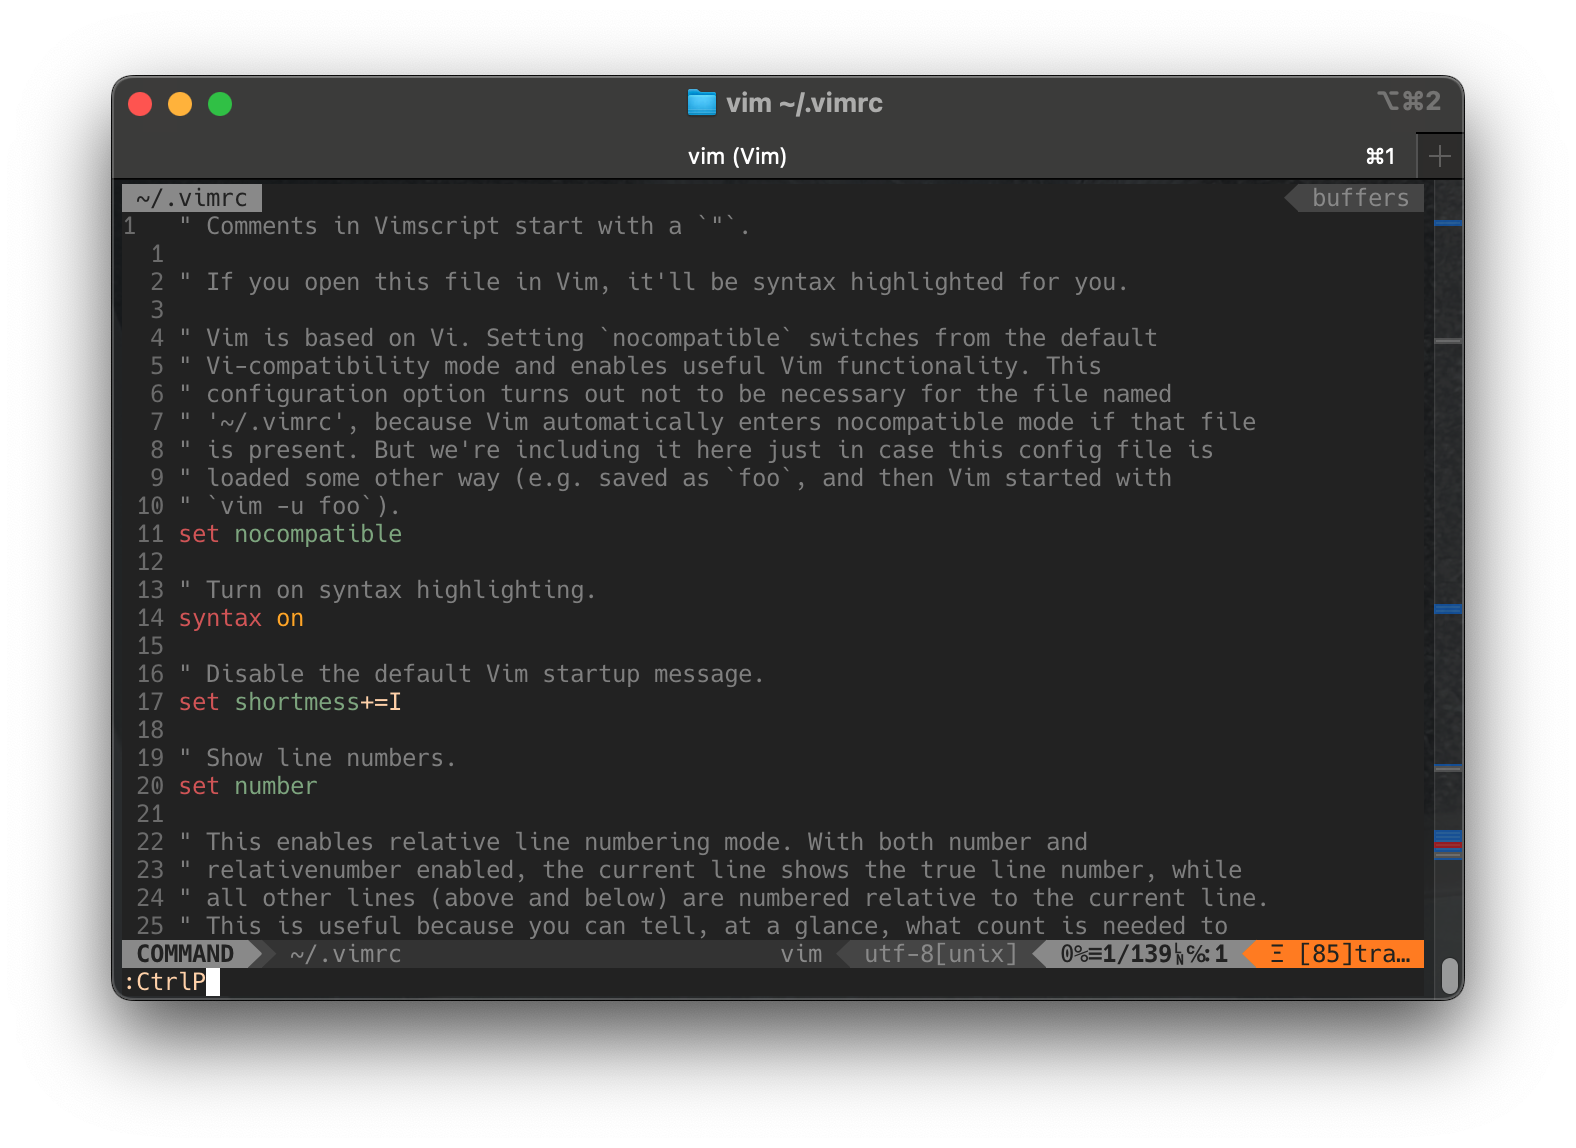 vim ~/.vimrc ⌥⌘2
vim (Vim) ⌘1
~/.vimrc buffers
1 " Comments in Vimscript start with a `"`.
1
2 " If you open this file in Vim, it'll be syntax highlighted for you.
3
4 " Vim is based on Vi. Setting `nocompatible` switches from the default
5 " Vi-compatibility mode and enables useful Vim functionality. This
6 " configuration option turns out not to be necessary for the file named
7 " '~/.vimrc', because Vim automatically enters nocompatible mode if that file
8 " is present. But we're including it here just in case this config file is
9 " loaded some other way (e.g. saved as `foo`, and then Vim started with
10 " `vim -u foo`).
11 set nocompatible
12
13 " Turn on syntax highlighting.
14 syntax on
15
16 " Disable the default Vim startup message.
17 set shortmess+=I
18
19 " Show line numbers.
20 set number
21
22 " This enables relative line numbering mode. With both number and
23 " relativenumber enabled, the current line shows the true line number, while
24 " all other lines (above and below) are numbered relative to the current line.
25 " This is useful because you can tell, at a glance, what count is needed to
COMMAND ~/.vimrc vim utf-8[unix] 0%≡1/139㏑℅:1 Ξ [85]tra…
:CtrlP